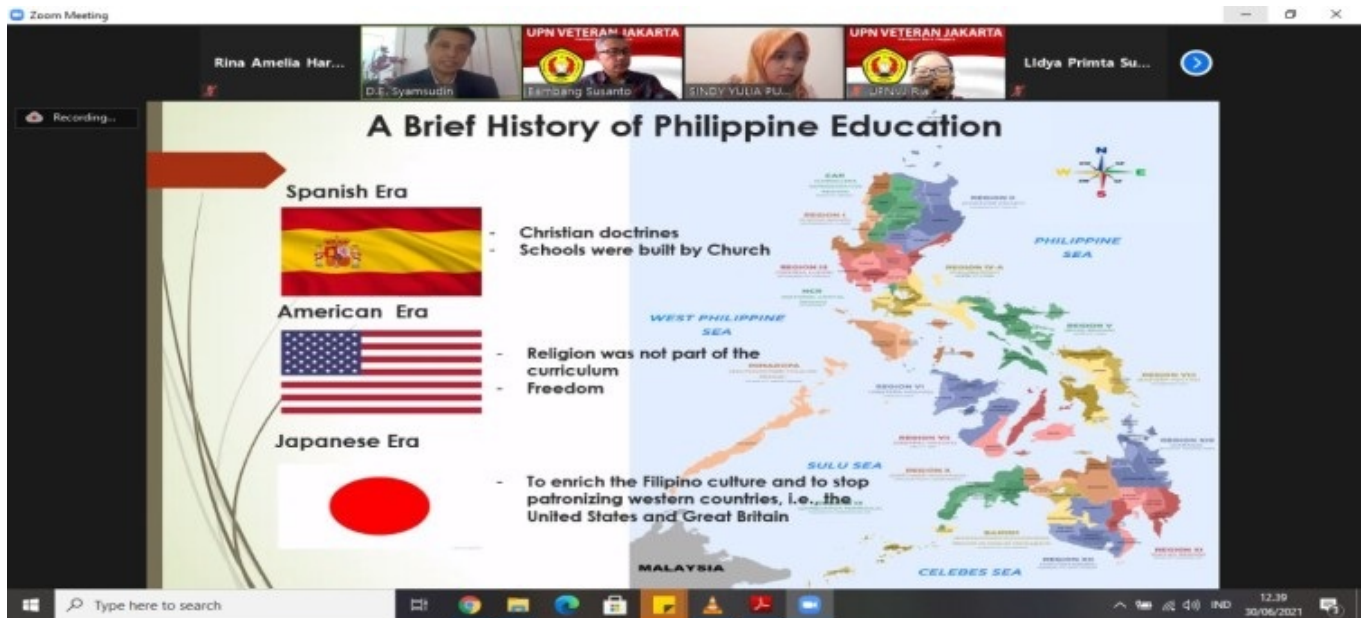 Zoom Meeting
UPN VETERAN JAKARTA
UPN VETERAN JAKARTA
Rina Amelia Har...
Lidya Primta Su...
D.E. Syamsudin
Bambang Susanto
SINDY YULIA PU...
UPNVJ Ria
Recording...
A Brief History of Philippine Education
N
W
E
S
Spanish Era
- Christian doctrines
- Schools were built by Church
American Era
- Religion was not part of the
curriculum
- Freedom
Japanese Era
- To enrich the Filipino culture and to stop
patronizing western countries, i.e., the
United States and Great Britain
CAR
REGION I
REGION II
REGION III
PHILIPPINE
SEA
REGION IV-A
NCR
WEST PHILIPPINE
SEA
REGION V
MIMAROPA
REGION VI
REGION VIII
REGION VII
REGION XIII
SULU SEA
REGION X
REGION XI
REGION XII
MALAYSIA
CELEBES SEA
Type here to search
IND
12.39
30/06/2021